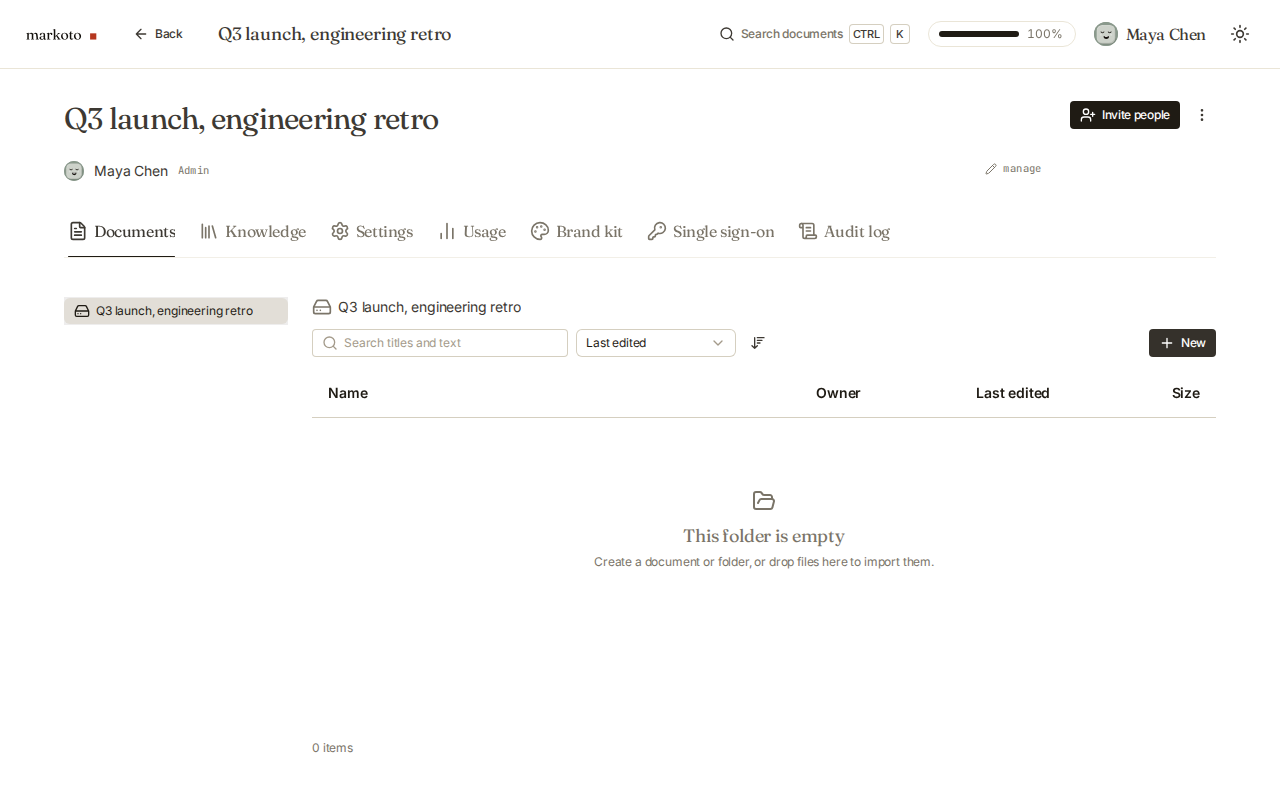 markoto
Back
Q3 launch, engineering retro
Search documents CTRL K
100%
Maya Chen
Q3 launch, engineering retro
Invite people
Maya Chen Admin
manage
Documents Knowledge Settings Usage Brand kit Single sign-on Audit log
Q3 launch, engineering retro
Q3 launch, engineering retro
Search titles and text
Last edited
New
Name Owner Last edited Size
This folder is empty
Create a document or folder, or drop files here to import them.
0 items